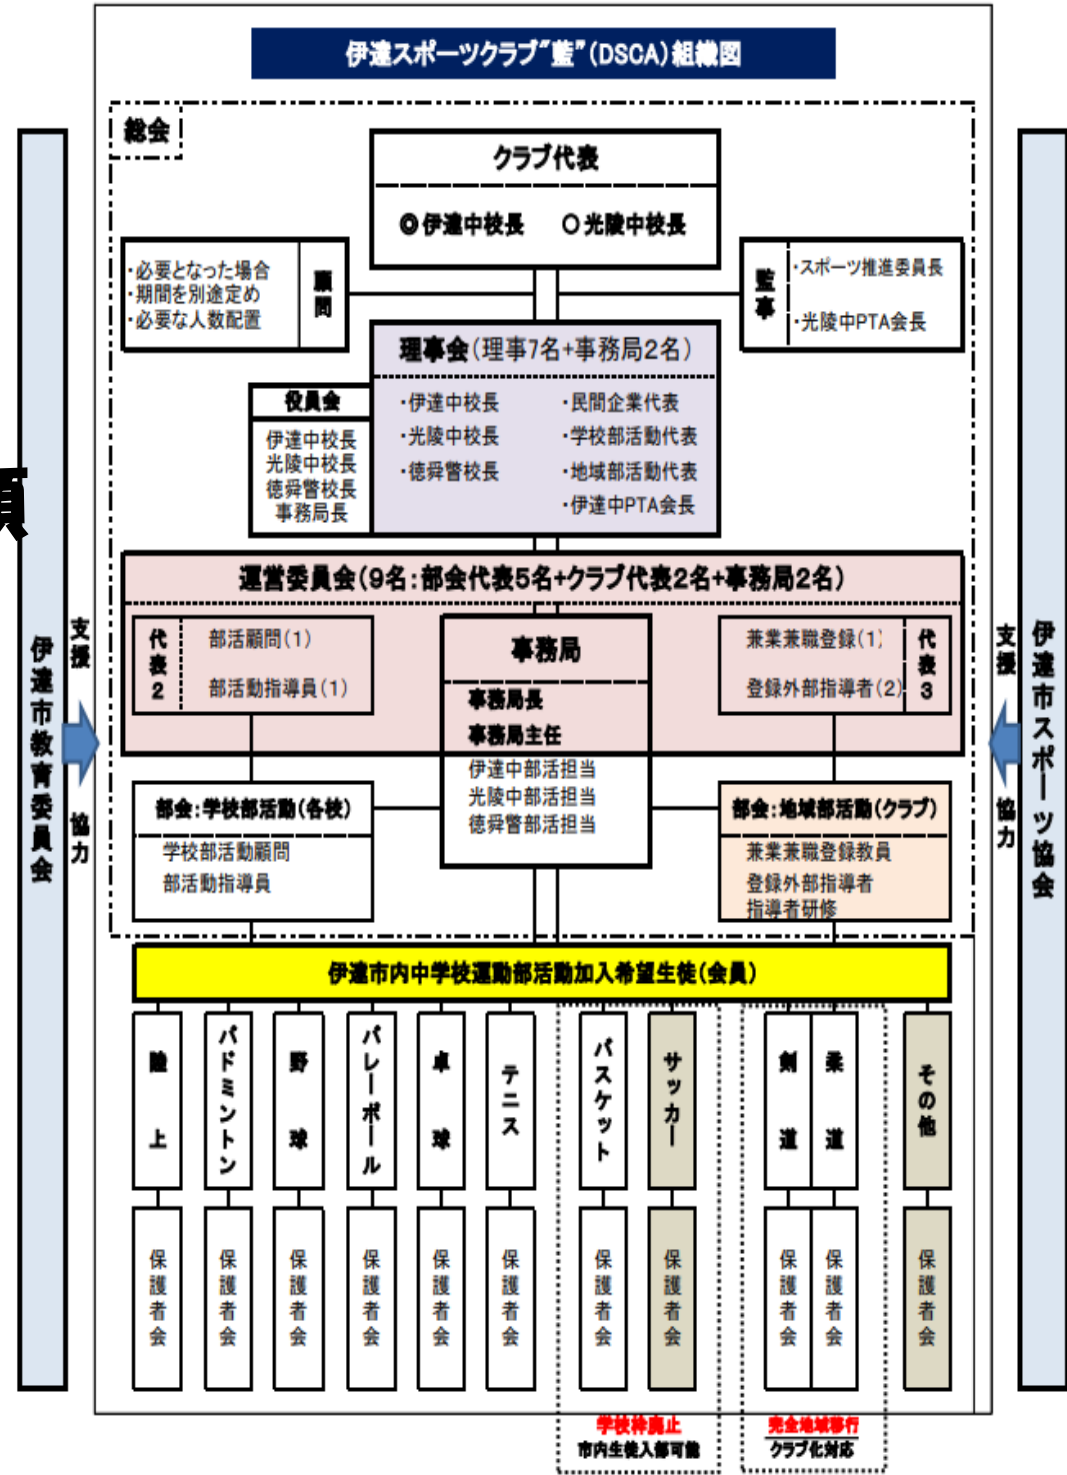 伊達スポーツクラブ"藍"(DSCA)組織図
総会
クラブ代表
◎伊達中校長 ○光陵中校長
・必要となった場合
・期間を別途定め
・必要な人数配置
顧問
監事
・スポーツ推進委員長
・光陵中PTA会長
理事会(理事7名+事務局2名)
・伊達中校長 ・民間企業代表
・光陵中校長 ・学校部活動代表
・徳舜瞥校長 ・地域部活動代表
・伊達中PTA会長
役員会
伊達中校長
光陵中校長
徳舜瞥校長
事務局長
運営委員会(9名:部会代表5名+クラブ代表2名+事務局2名)
代表2
部活顧問(1)
部活動指導員(1)
事務局
事務局長
事務局主任
伊達中部活担当
光陵中部活担当
徳舜瞥部活担当
兼業兼職登録(1)
登録外部指導者(2)
代表3
部会:学校部活動(各校)
学校部活動顧問
部活動指導員
部会:地域部活動(クラブ)
兼業兼職登録教員
登録外部指導者
指導者研修
伊達市教育委員会
支援
協力
伊達市スポーツ協会
支援
協力
伊達市内中学校運動部活動加入希望生徒(会員)
陸上
バドミントン
野球
バレーボール
卓球
テニス
バスケット
サッカー
剣道
柔道
その他
保護者会
保護者会
保護者会
保護者会
保護者会
保護者会
保護者会
保護者会
保護者会
保護者会
保護者会
学校枠廃止
市内生徒入部可能
完全地域移行
クラブ化対応